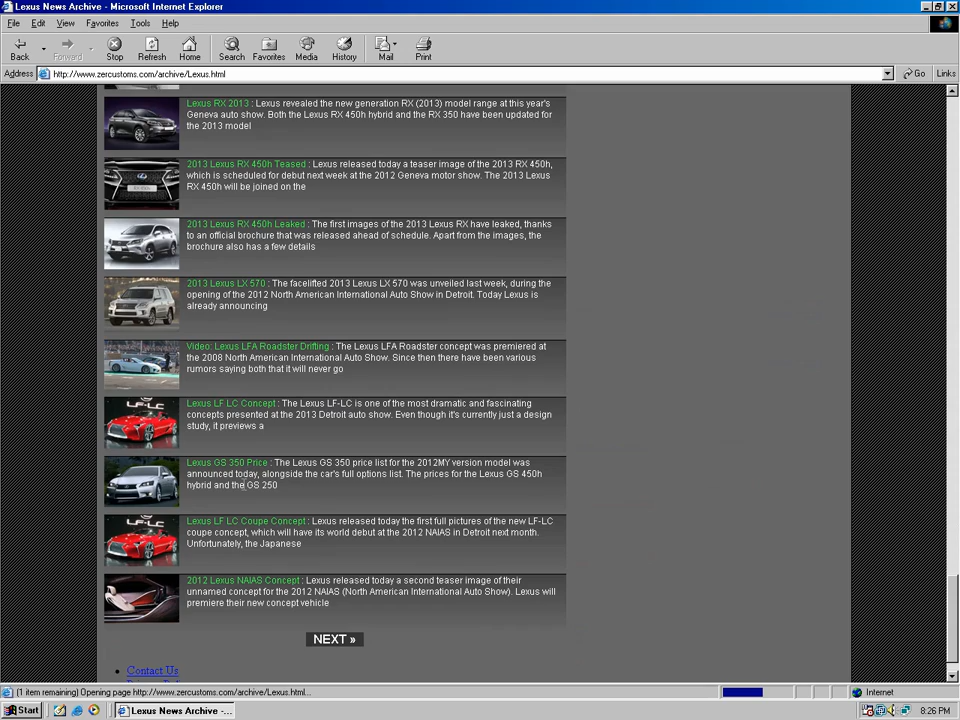 Lexus News Archive - Microsoft Internet Explorer
File Edit View Favorites Tools Help
Back Forward Stop Refresh Home Search Favorites Media History Mail Print
Address http://www.zercustoms.com/archive/Lexus.html Go Links
Lexus RX 2013 : Lexus revealed the new generation RX (2013) model range at this year's
Geneva auto show. Both the Lexus RX 450h hybrid and the RX 350 have been updated for
the 2013 model
2013 Lexus RX 450h Teased : Lexus released today a teaser image of the 2013 RX 450h,
which is scheduled for debut next week at the 2012 Geneva motor show. The 2013 Lexus
RX 450h will be joined on the
2013 Lexus RX 450h Leaked : The first images of the 2013 Lexus RX have leaked, thanks
to an official brochure that was released ahead of schedule. Apart from the images, the
brochure also has a few details
2013 Lexus LX 570 : The facelifted 2013 LX 570 was unveiled last week, during the
opening of the 2012 North American International Auto Show in Detroit. Today Lexus is
already announcing
Video: Lexus LFA Roadster Drifting : The Lexus LFA Roadster concept was premiered at
the 2008 North American International Auto Show. Since then there have been various
rumors saying both that it will never go
LF-LC
Lexus LF LC Concept : The Lexus LF-LC is one of the most dramatic and fascinating
concepts presented at the 2013 Detroit auto show. Even though it's currently just a design
study, it previews a
Lexus GS 350 Price : The Lexus GS 350 price list for the 2012MY version model was
announced today, alongside the car's full options list. The prices for the Lexus GS 450h
hybrid and the GS 250
LF-LC
Lexus LF LC Coupe Concept : Lexus released today the first full pictures of the new LF-LC
coupe concept, which will have its world debut at the 2012 NAIAS in Detroit next month.
Unfortunately, the Japanese
2012 Lexus NAIAS Concept : Lexus released today a second teaser image of their
unnamed concept for the 2012 NAIAS (North American International Auto Show). Lexus will
premiere their new concept vehicle
NEXT »
Contact Us
(1 item remaining) Opening page http://www.zercustoms.com/archive/Lexus.html... Internet
Start Lexus News Archive -... 8:26 PM